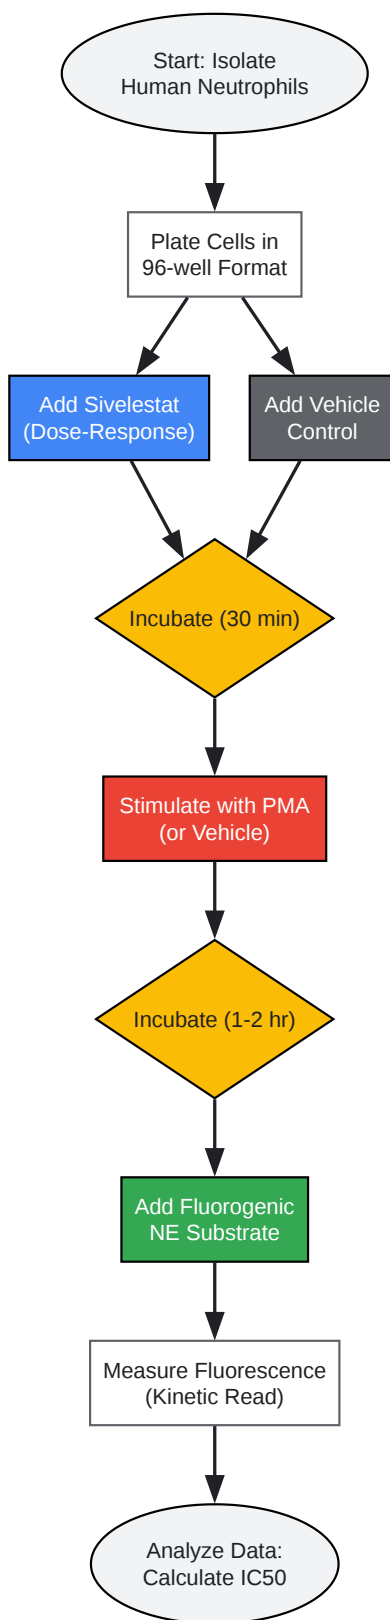 Start: Isolate
Human Neutrophils
Plate Cells in
96-well Format
Add Sivelestat
(Dose-Response)
Add Vehicle
Control
Incubate (30 min)
Stimulate with PMA
(or Vehicle)
Incubate (1-2 hr)
Add Fluorogenic
NE Substrate
Measure Fluorescence
(Kinetic Read)
Analyze Data:
Calculate IC50